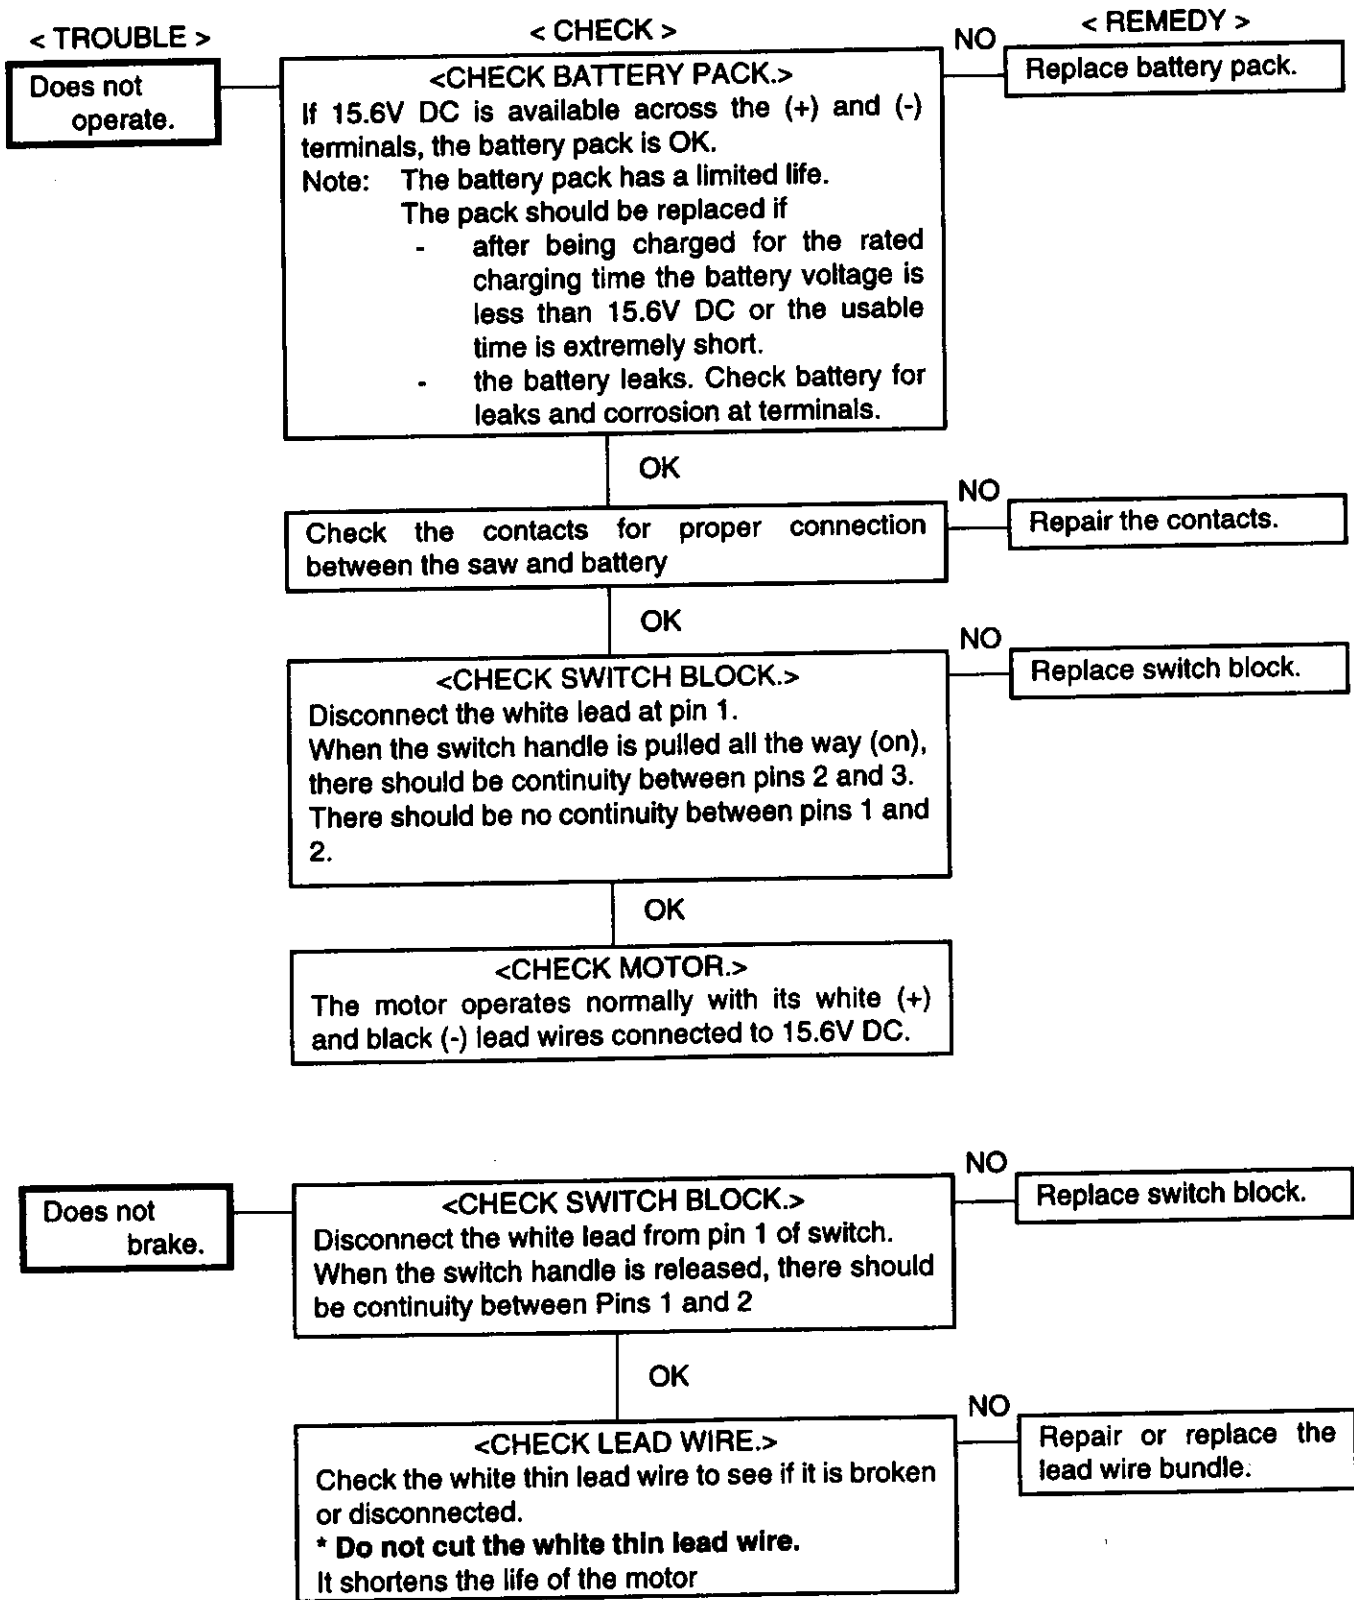 < TROUBLE >
< CHECK >
< REMEDY >
Does not
operate.
<CHECK BATTERY PACK.>
If 15.6V DC is available across the (+) and (-)
terminals, the battery pack is OK.
Note: The battery pack has a limited life.
The pack should be replaced if
- after being charged for the rated
charging time the battery voltage is
less than 15.6V DC or the usable
time is extremely short.
- the battery leaks. Check battery for
leaks and corrosion at terminals.
NO
Replace battery pack.
OK
Check the contacts for proper connection
between the saw and battery
NO
Repair the contacts.
OK
<CHECK SWITCH BLOCK.>
Disconnect the white lead at pin 1.
When the switch handle is pulled all the way (on),
there should be continuity between pins 2 and 3.
There should be no continuity between pins 1 and
2.
NO
Replace switch block.
OK
<CHECK MOTOR.>
The motor operates normally with its white (+)
and black (-) lead wires connected to 15.6V DC.
Does not
brake.
<CHECK SWITCH BLOCK.>
Disconnect the white lead from pin 1 of switch.
When the switch handle is released, there should
be continuity between Pins 1 and 2
NO
Replace switch block.
OK
<CHECK LEAD WIRE.>
Check the white thin lead wire to see if it is broken
or disconnected.
* Do not cut the white thin lead wire.
It shortens the life of the motor
NO
Repair or replace the
lead wire bundle.